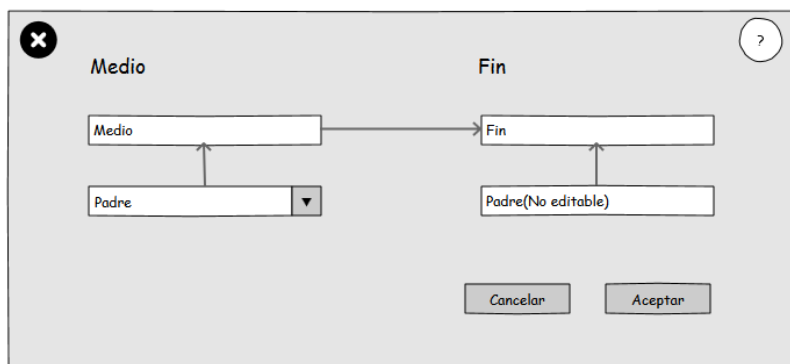 ?
Medio
Fin
Medio
Fin
Padre
Padre(No editable)
Cancelar
Aceptar